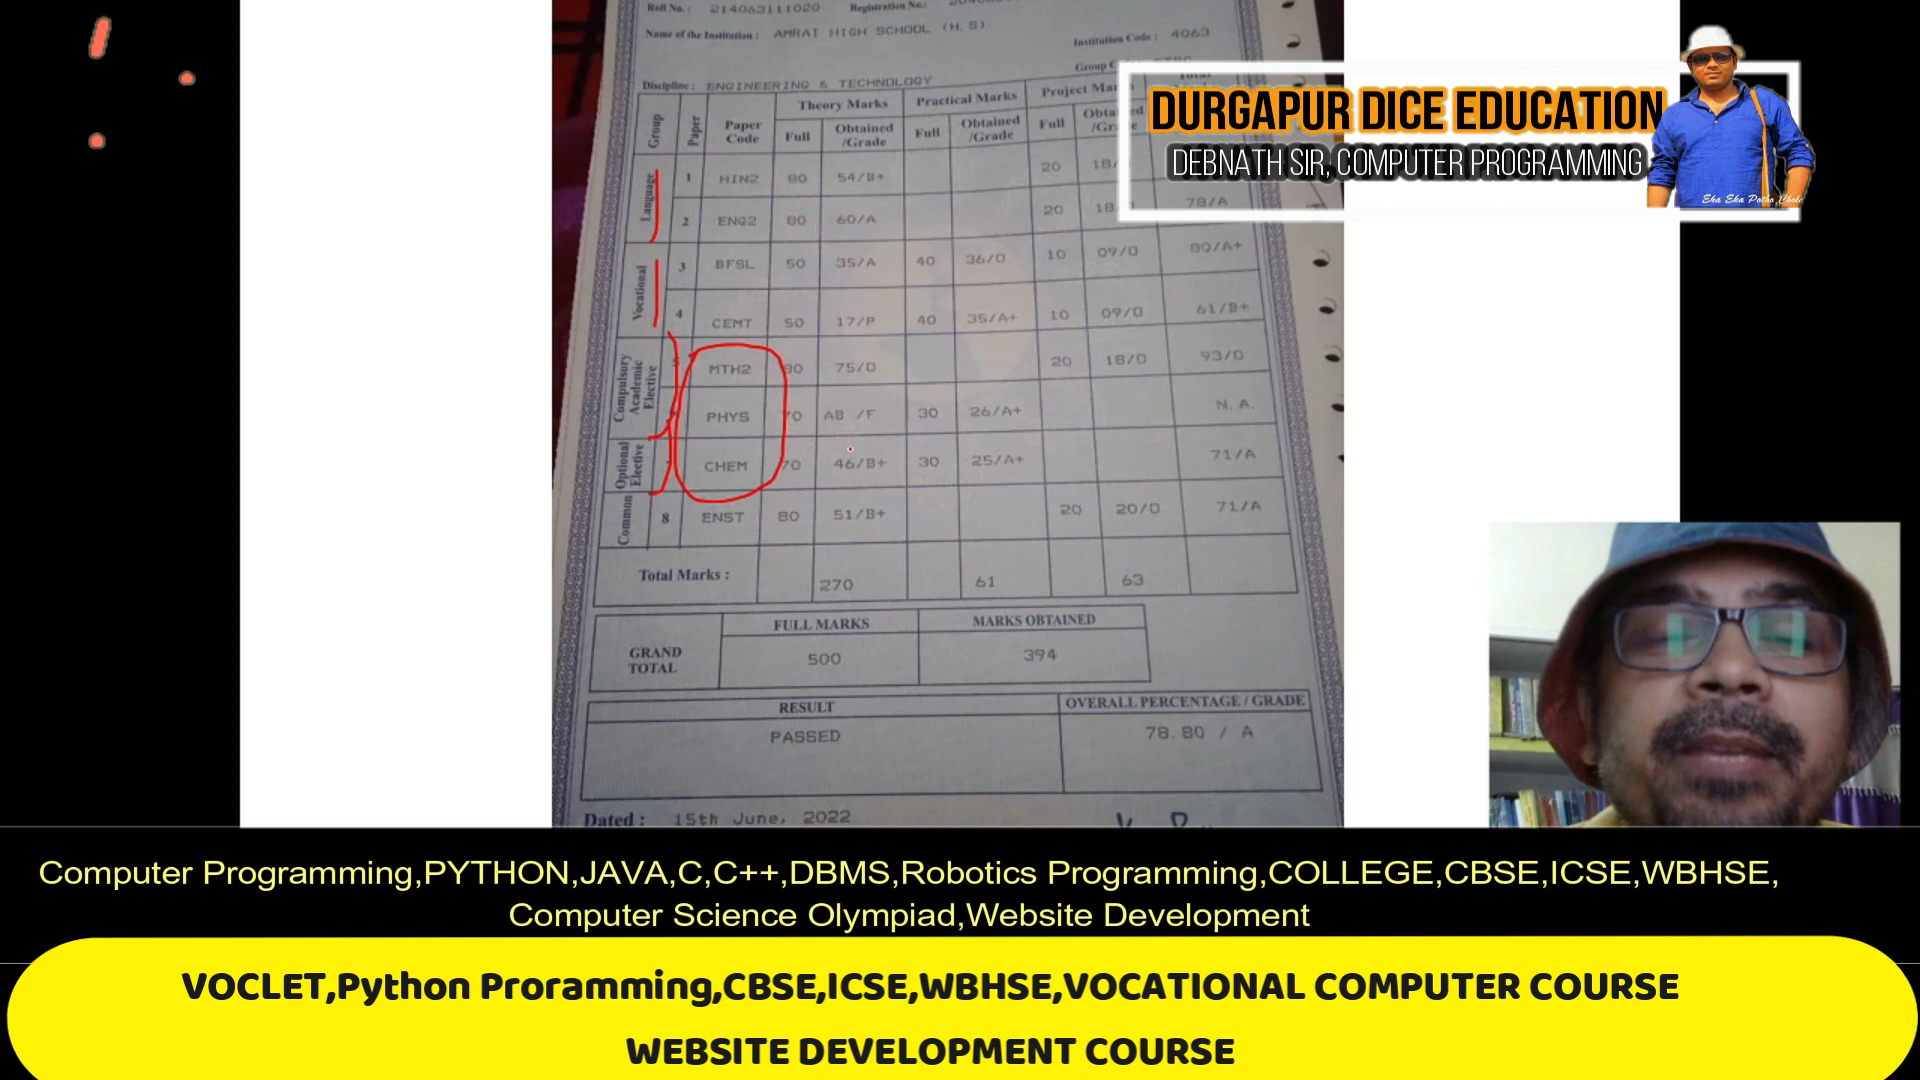 Roll No. : 214063111020 Registration No.:
Name of the Institution : AMRAI HIGH SCHOOL (H.S)
Institution Code : 4063
Discipline : ENGINEERING & TECHNOLOGY Group
Group Paper Paper Code Theory Marks Practical Marks Project
Full Obtained /Grade Full Obtained /Grade Full
Language 1 HIN2 80 54/B+ 20
2 ENG2 80 60/A 20 78/A
Vocational 3 BFSL 50 35/A 40 36/O 10 09/O 80/A+
4 CEMT 50 17/P 40 35/A+ 10 09/O 61/B+
Compulsory Academic Elective MTH2 75/O 20 18/O 93/O
PHYS AB /F 30 26/A+ N. A.
Optional Elective CHEM 70 46/B+ 30 25/A+ 71/A
Common 8 ENST 80 51/B+ 20 20/O 71/A
Total Marks : 270 61 63
FULL MARKS MARKS OBTAINED
GRAND TOTAL 500 394
RESULT OVERALL PERCENTAGE / GRADE
PASSED 78.80 / A
Dated : 15th June, 2022
DURGAPUR DICE EDUCATION
DEBNATH SIR, COMPUTER PROGRAMMING
Eka Eka Potho Chola
Computer Programming,PYTHON,JAVA,C,C++,DBMS,Robotics Programming,COLLEGE,CBSE,ICSE,WBHSE,
Computer Science Olympiad,Website Development
VOCLET,Python Proramming,CBSE,ICSE,WBHSE,VOCATIONAL COMPUTER COURSE
WEBSITE DEVELOPMENT COURSE